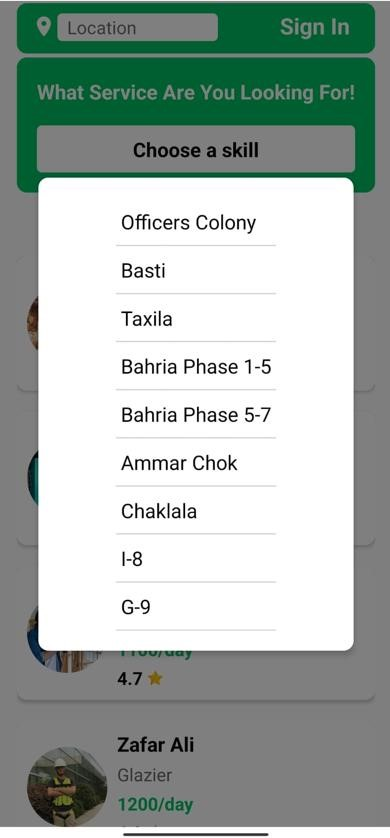 Location
Sign In
What Service Are You Looking For!
Choose a skill
Officers Colony
Basti
Taxila
Bahria Phase 1-5
Bahria Phase 5-7
Ammar Chok
Chaklala
I-8
G-9
1100/day
4.7
Zafar Ali
Glazier
1200/day